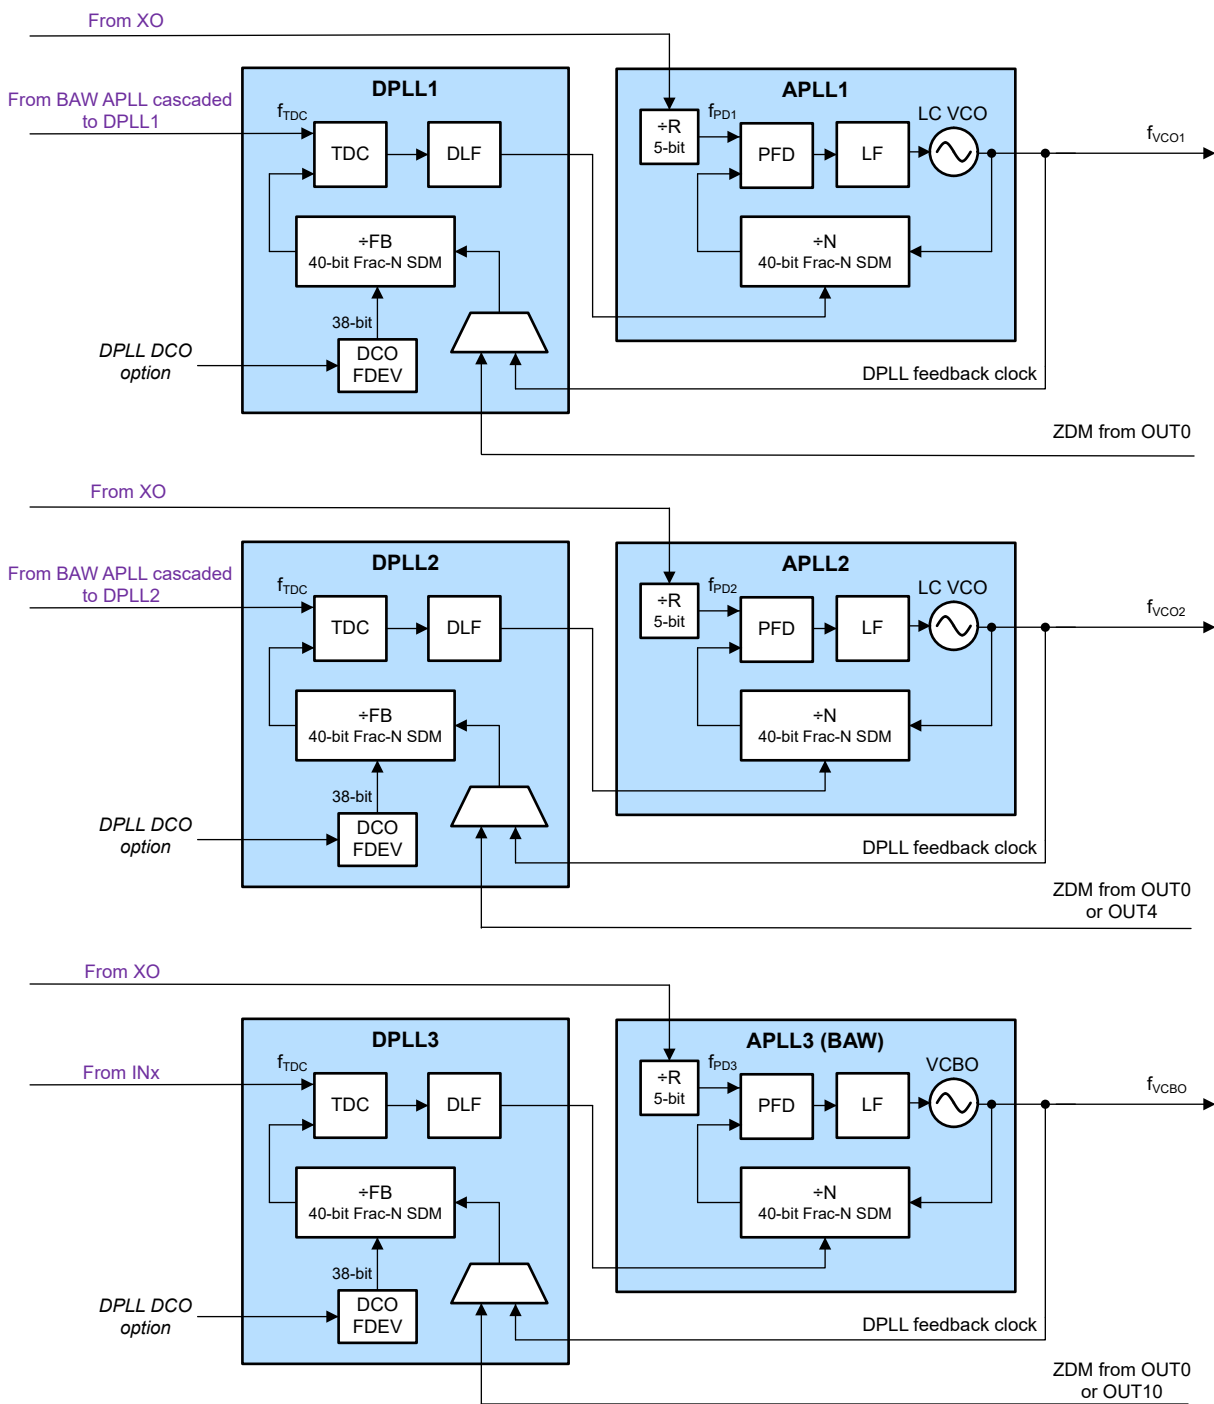 From XO
From BAW APLL cascaded
to DPLL1
DPLL1
fTDC
TDC
DLF
÷FB
40-bit Frac-N SDM
38-bit
DCO
FDEV
DPLL DCO
option
APLL1
÷R
5-bit
fPD1
PFD
LF
LC VCO
÷N
40-bit Frac-N SDM
fVCO1
DPLL feedback clock
ZDM from OUT0
From XO
From BAW APLL cascaded
to DPLL2
DPLL2
fTDC
TDC
DLF
÷FB
40-bit Frac-N SDM
38-bit
DCO
FDEV
DPLL DCO
option
APLL2
÷R
5-bit
fPD2
PFD
LF
LC VCO
÷N
40-bit Frac-N SDM
fVCO2
DPLL feedback clock
ZDM from OUT0
or OUT4
From XO
From INx
DPLL3
fTDC
TDC
DLF
÷FB
40-bit Frac-N SDM
38-bit
DCO
FDEV
DPLL DCO
option
APLL3 (BAW)
÷R
5-bit
fPD3
PFD
LF
VCBO
÷N
40-bit Frac-N SDM
fVCBO
DPLL feedback clock
ZDM from OUT0
or OUT10